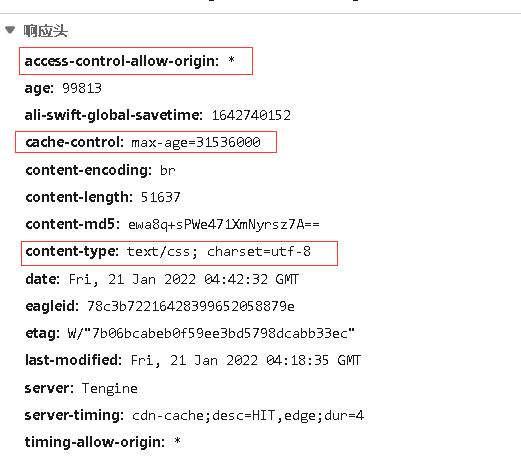 响应头
access-control-allow-origin: *
age: 99813
ali-swift-global-savetime: 1642740152
cache-control: max-age=31536000
content-encoding: br
content-length: 51637
content-md5: ewa8q+sPWe471XmNyrsz7A==
content-type: text/css; charset=utf-8
date: Fri, 21 Jan 2022 04:42:32 GMT
eagleid: 78c3b72216428399652058879e
etag: W/"7b06bcabeb0f59ee3bd5798dcabb33ec"
last-modified: Fri, 21 Jan 2022 04:18:35 GMT
server: Tengine
server-timing: cdn-cache;desc=HIT,edge;dur=4
timing-allow-origin: *